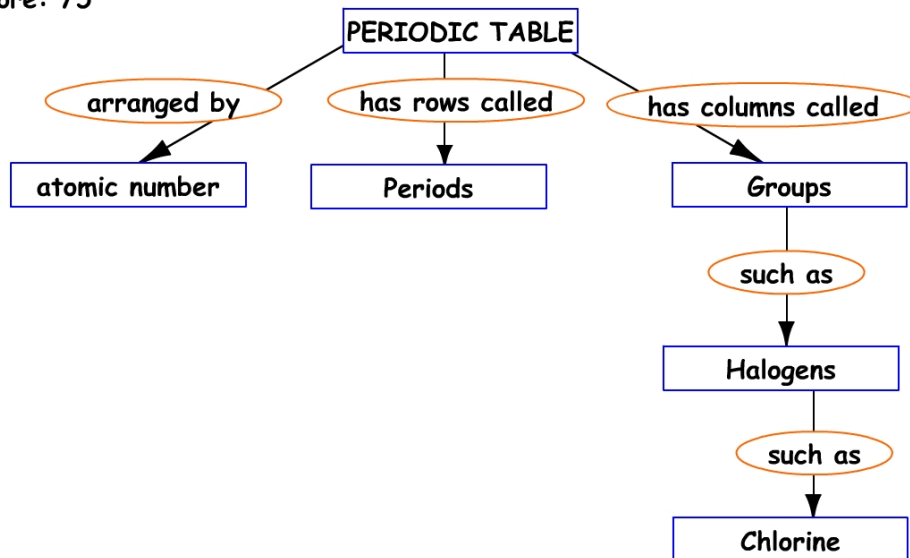 75
PERIODIC TABLE
arranged by
has rows called
has columns called
atomic number
Periods
Groups
such as
Halogens
such as
Chlorine